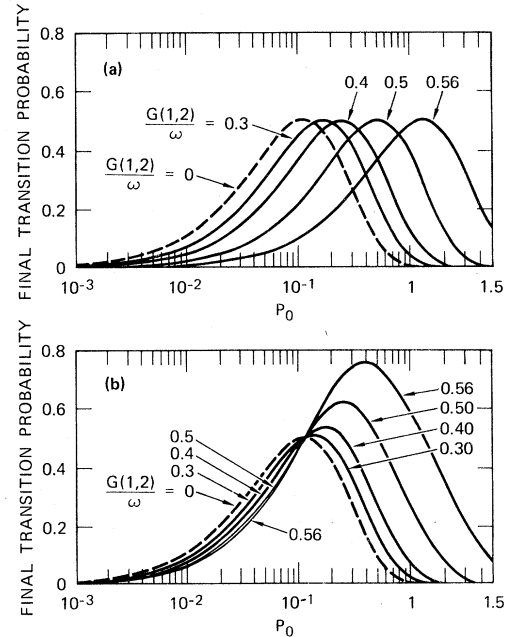 FINAL TRANSITION PROBABILITY
0.8
0.6
0.4
0.2
0
(a)
0.4 0.5 0.56
G(1,2)/ω = 0.3
G(1,2)/ω = 0
10⁻³ 10⁻² 10⁻¹ 1 1.5
P₀
FINAL TRANSITION PROBABILITY
0.8
0.6
0.4
0.2
0
(b)
0.56
0.50
0.40
0.30
0.5
0.4
0.3
G(1,2)/ω = 0
0.56
10⁻³ 10⁻² 10⁻¹ 1 1.5
P₀